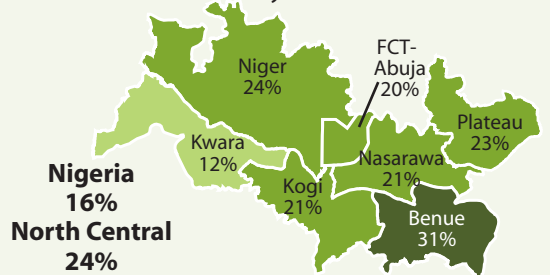 FCT-
Abuja
20%
Niger
24%
Plateau
23%
Kwara
12%
Nasarawa
21%
Kogi
21%
Benue
31%
Nigeria
16%
North Central
24%